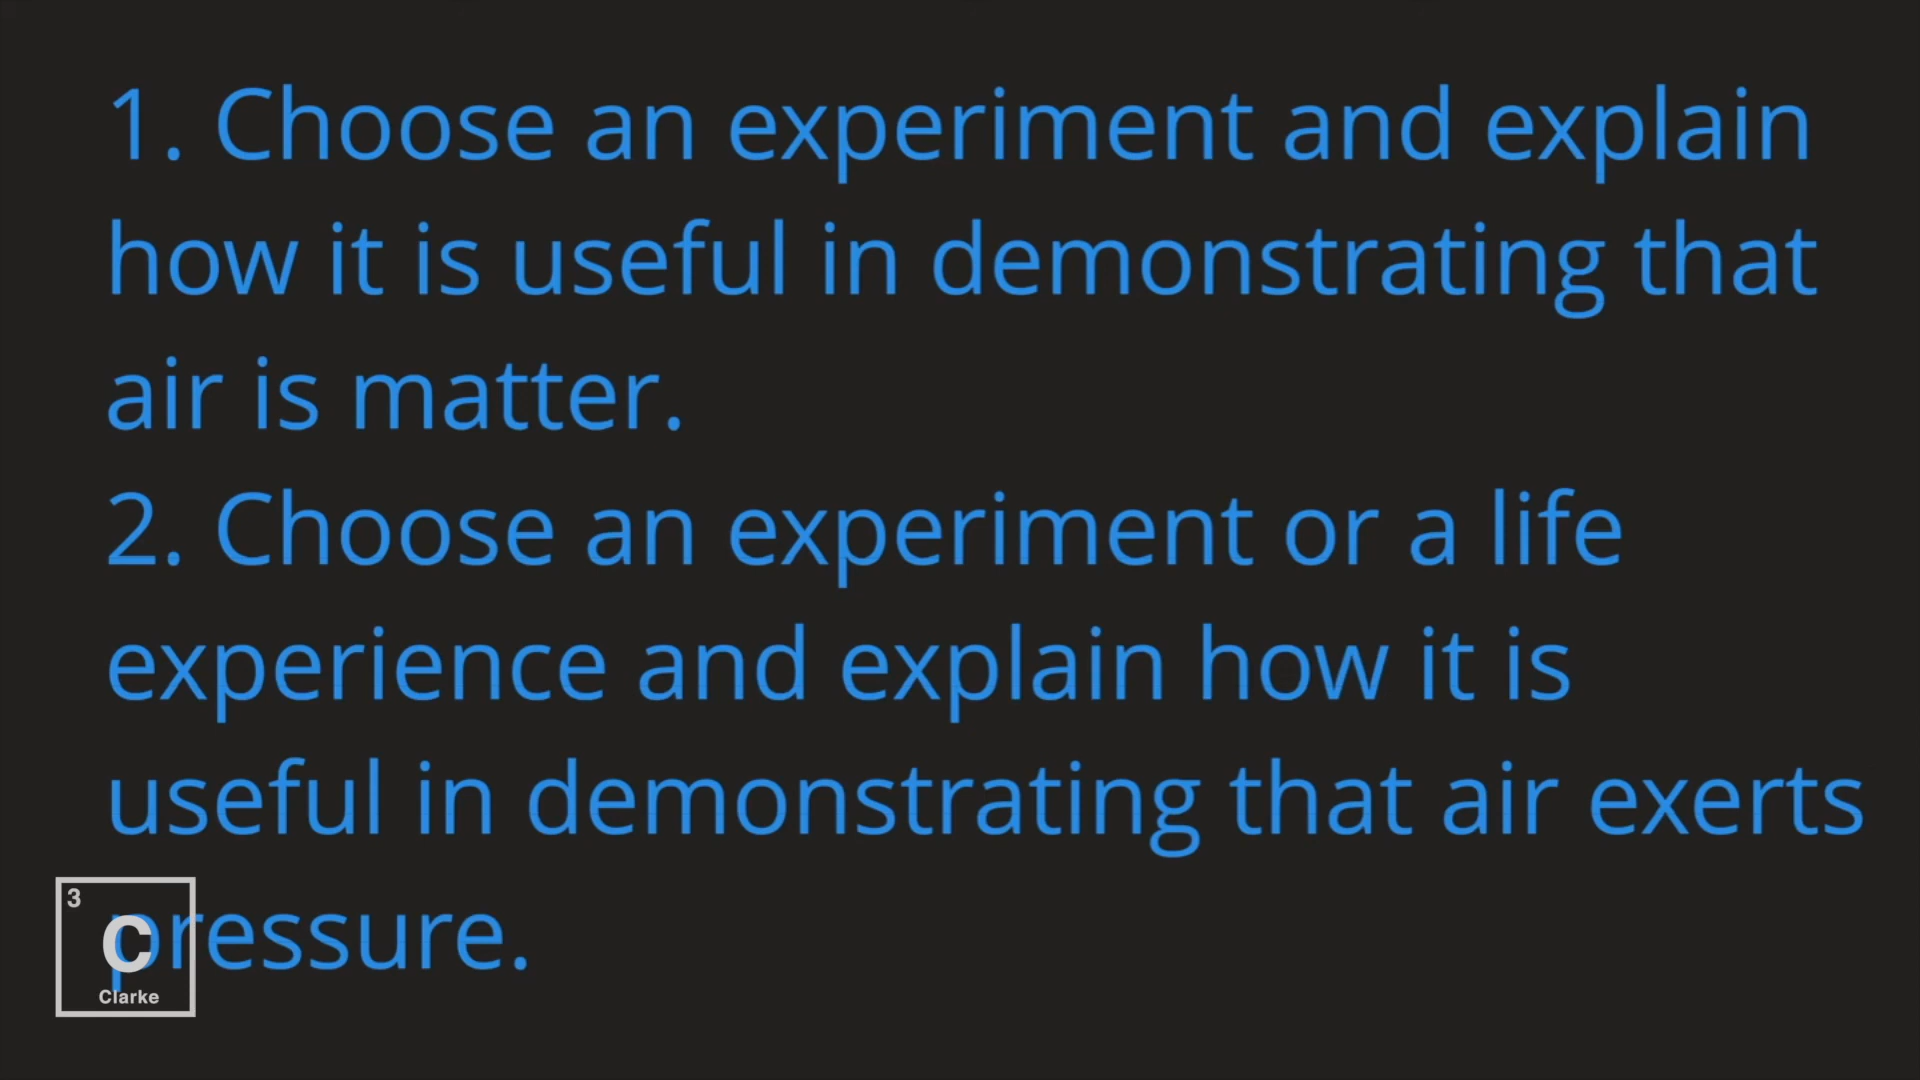 1. Choose an experiment and explain
how it is useful in demonstrating that
air is matter.
2. Choose an experiment or a life
experience and explain how it is
useful in demonstrating that air exerts
pressure.
3
C
Clarke